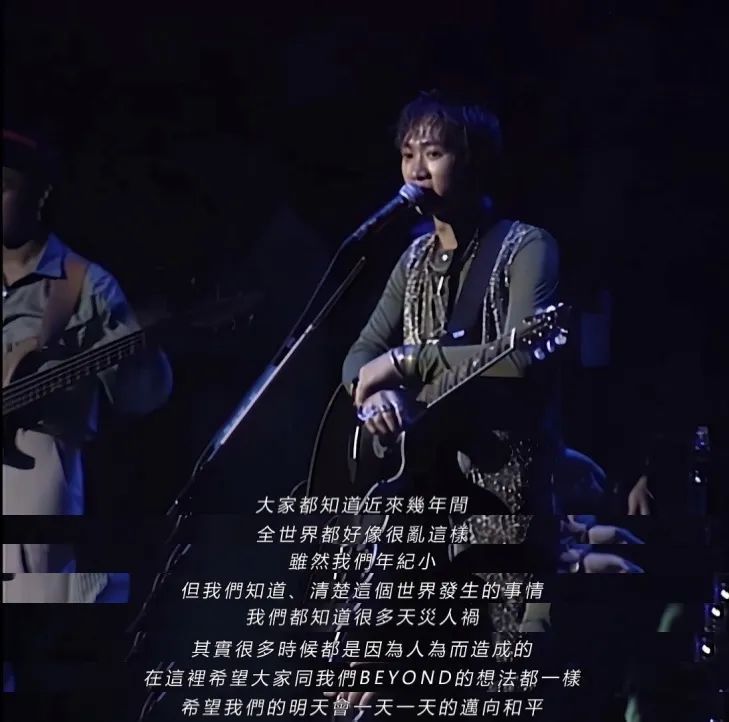 大家都知道近來幾年間
全世界都好像很亂這樣
雖然我們年紀小
但我們知道、清楚這個世界發生的事情
我們都知道很多天災人禍
其實很多時候都是因為人為而造成的
在這裡希望大家同我們BEYOND的想法都一樣
希望我們的明天會一天一天的邁向和平